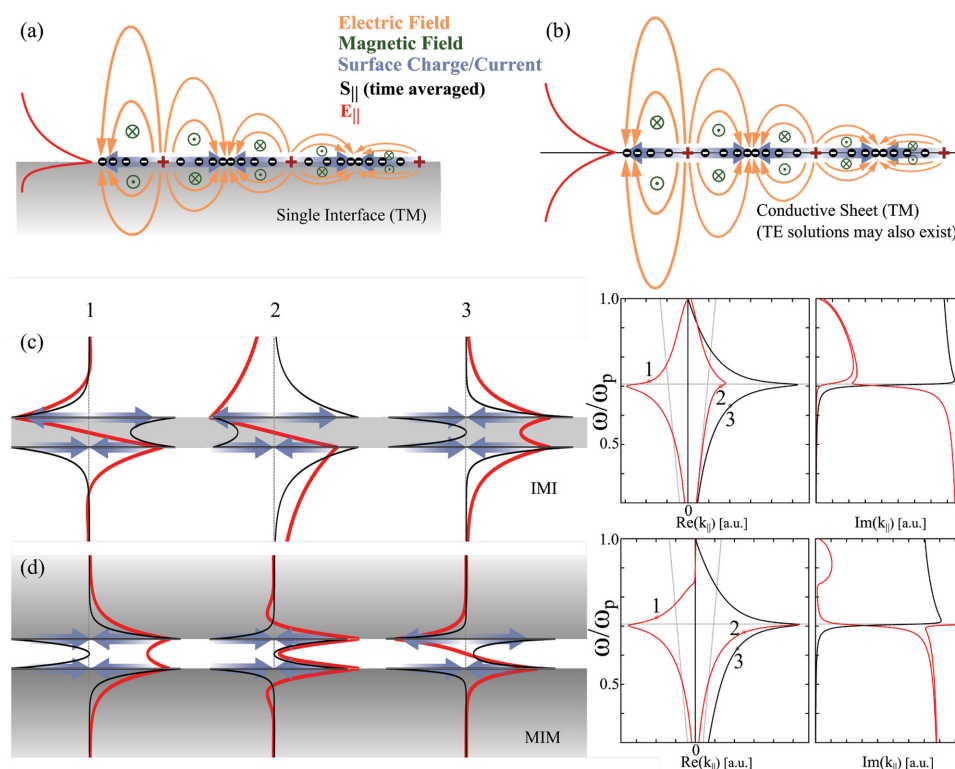 (a)
Electric Field
Magnetic Field
Surface Charge/Current
S|| (time averaged)
E||
Single Interface (TM)
(b)
Conductive Sheet (TM)
(TE solutions may also exist)
1 2 3
(c)
IMI
(d)
MIM
ω/ωp
1.0
0.5
1
2
3
0
Re(k||) [a.u.]
Im(k||) [a.u.]
ω/ωp
1.0
0.5
1
2
3
0
Re(k||) [a.u.]
Im(k||) [a.u.]